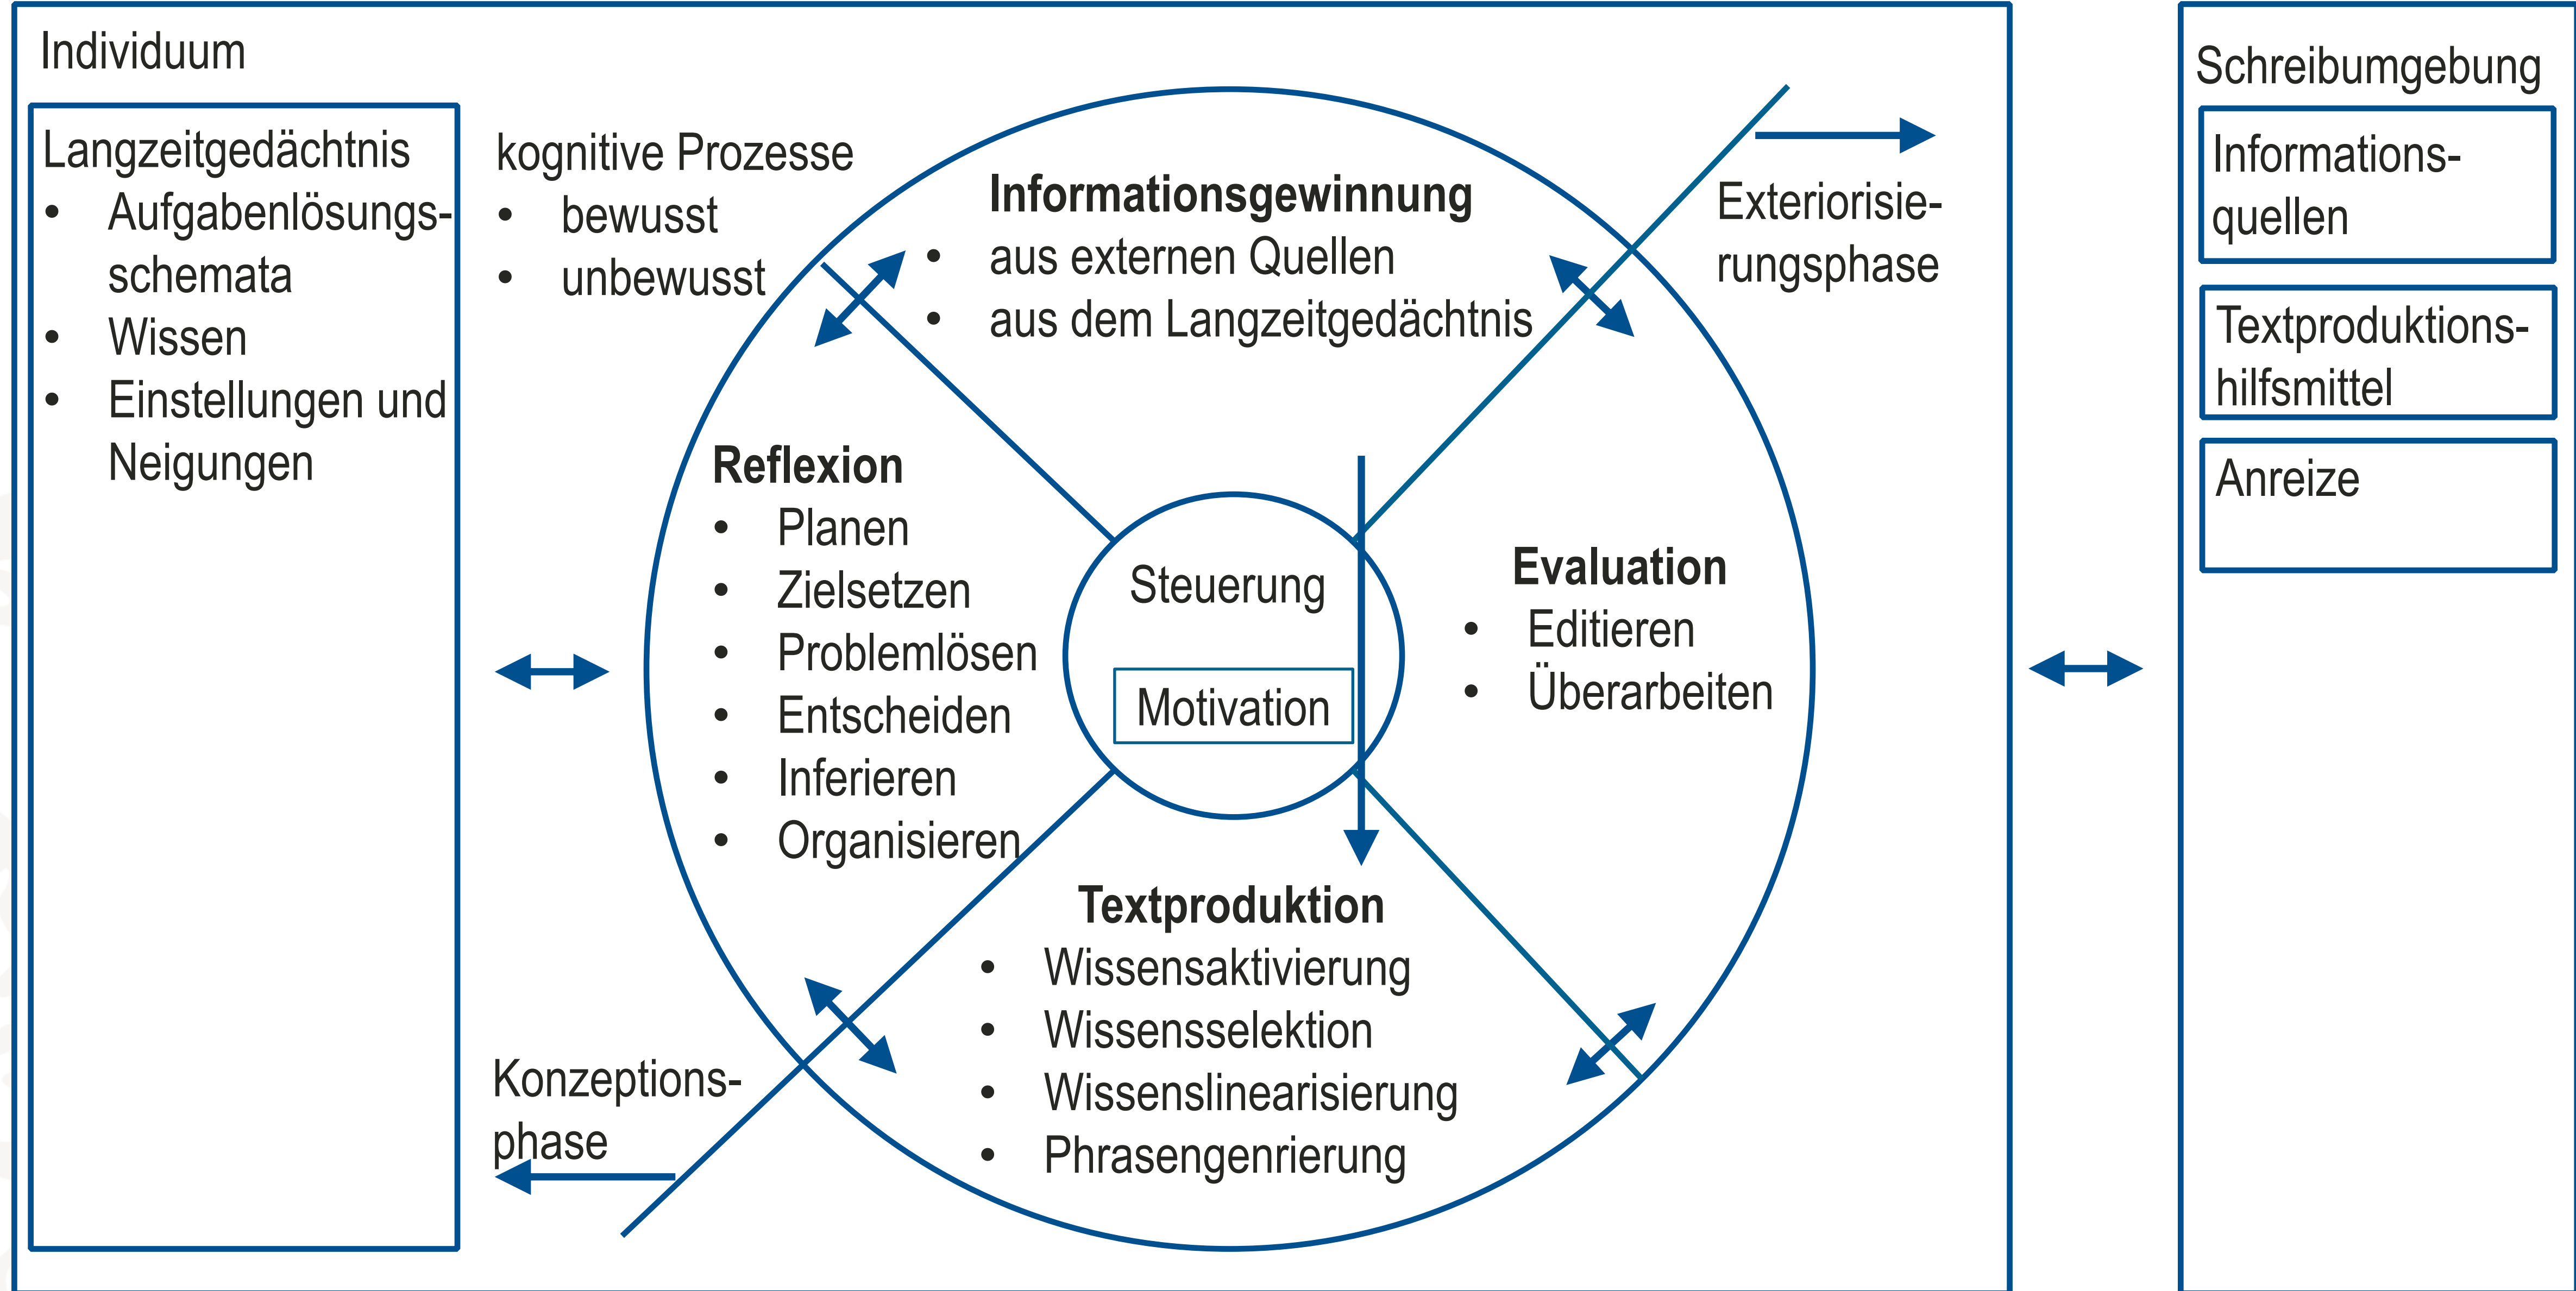 Individuum
Langzeitgedächtnis
• Aufgabenlösungs-
schemata
• Wissen
• Einstellungen und
Neigungen
kognitive Prozesse
• bewusst
• unbewusst
Informationsgewinnung
• aus externen Quellen
• aus dem Langzeitgedächtnis
Exteriorisie-
rungsphase
Reflexion
• Planen
• Zielsetzen
• Problemlösen
• Entscheiden
• Inferieren
• Organisieren
Steuerung
Motivation
Evaluation
• Editieren
• Überarbeiten
Textproduktion
• Wissensaktivierung
• Wissensselektion
• Wissenslinearisierung
• Phrasengenrierung
Konzeptions-
phase
Schreibumgebung
Informations-
quellen
Textproduktions-
hilfsmittel
Anreize